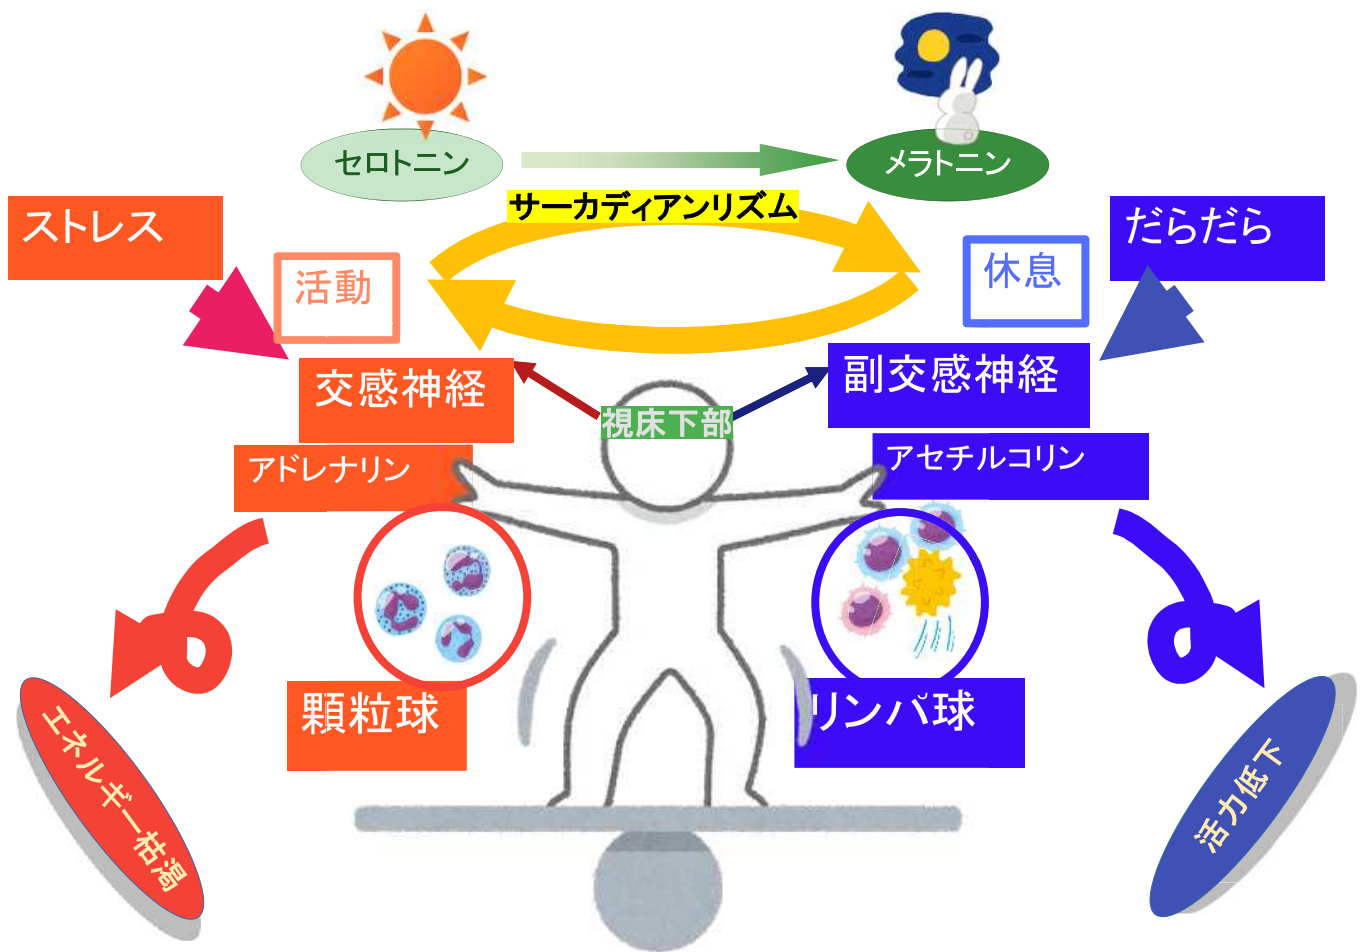 セロトニン
メラトニン
サーカディアンリズム
ストレス
だらだら
活動
休息
交感神経
副交感神経
視床下部
アドレナリン
アセチルコリン
顆粒球
リンパ球
エネルギー枯渇
活力低下